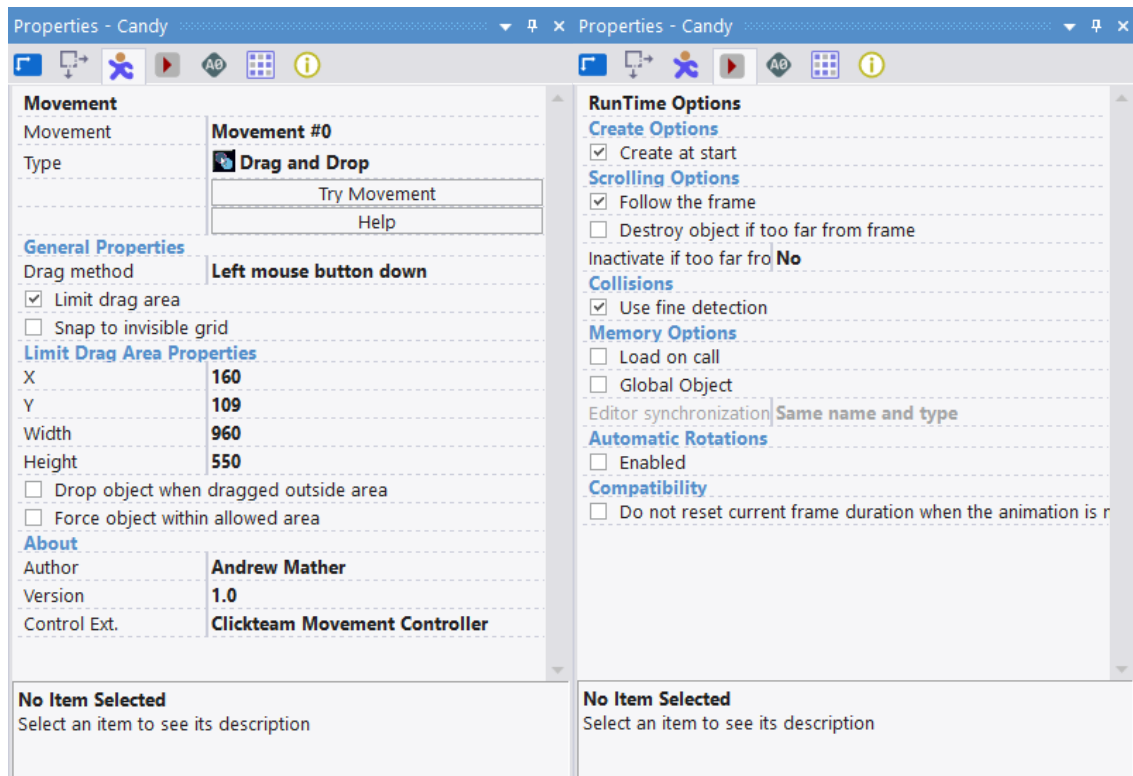 Properties - Candy
Movement
Movement Movement #0
Type Drag and Drop
Try Movement
Help
General Properties
Drag method Left mouse button down
Limit drag area
Snap to invisible grid
Limit Drag Area Properties
X 160
Y 109
Width 960
Height 550
Drop object when dragged outside area
Force object within allowed area
About
Author Andrew Mather
Version 1.0
Control Ext. Clickteam Movement Controller
No Item Selected
Select an item to see its description
Properties - Candy
RunTime Options
Create Options
Create at start
Scrolling Options
Follow the frame
Destroy object if too far from frame
Inactivate if too far fro No
Collisions
Use fine detection
Memory Options
Load on call
Global Object
Editor synchronization Same name and type
Automatic Rotations
Enabled
Compatibility
Do not reset current frame duration when the animation is r
No Item Selected
Select an item to see its description